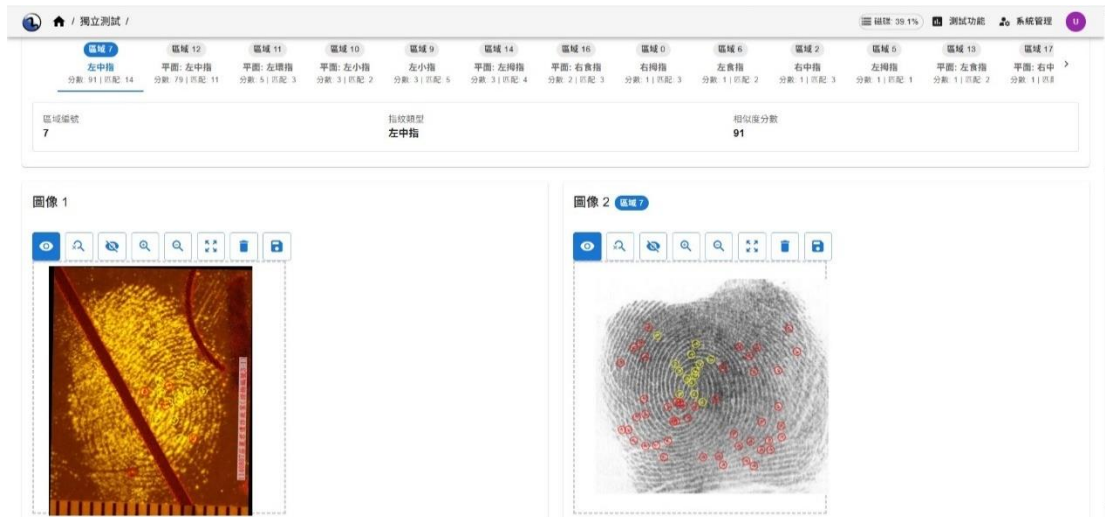 / 獨立測試 /
磁碟: 39.1%
測試功能
系統管理
U
區域 7
左中指
分數: 91 | 匹配: 14
區域 12
平面: 左中指
分數: 79 | 匹配: 11
區域 11
平面: 左環指
分數: 5 | 匹配: 3
區域 10
平面: 左小指
分數: 3 | 匹配: 2
區域 9
左小指
分數: 3 | 匹配: 5
區域 14
平面: 左拇指
分數: 3 | 匹配: 4
區域 16
平面: 右食指
分數: 2 | 匹配: 3
區域 0
右拇指
分數: 1 | 匹配: 3
區域 6
左食指
分數: 1 | 匹配: 2
區域 2
右中指
分數: 1 | 匹配: 3
區域 5
左拇指
分數: 1 | 匹配: 1
區域 13
平面: 左食指
分數: 1 | 匹配: 2
區域 17
平面: 右中
分數: 1 | 匹
區域編號
7
指紋類型
左中指
相似度分數
91
圖像 1
圖像 2
區域 7